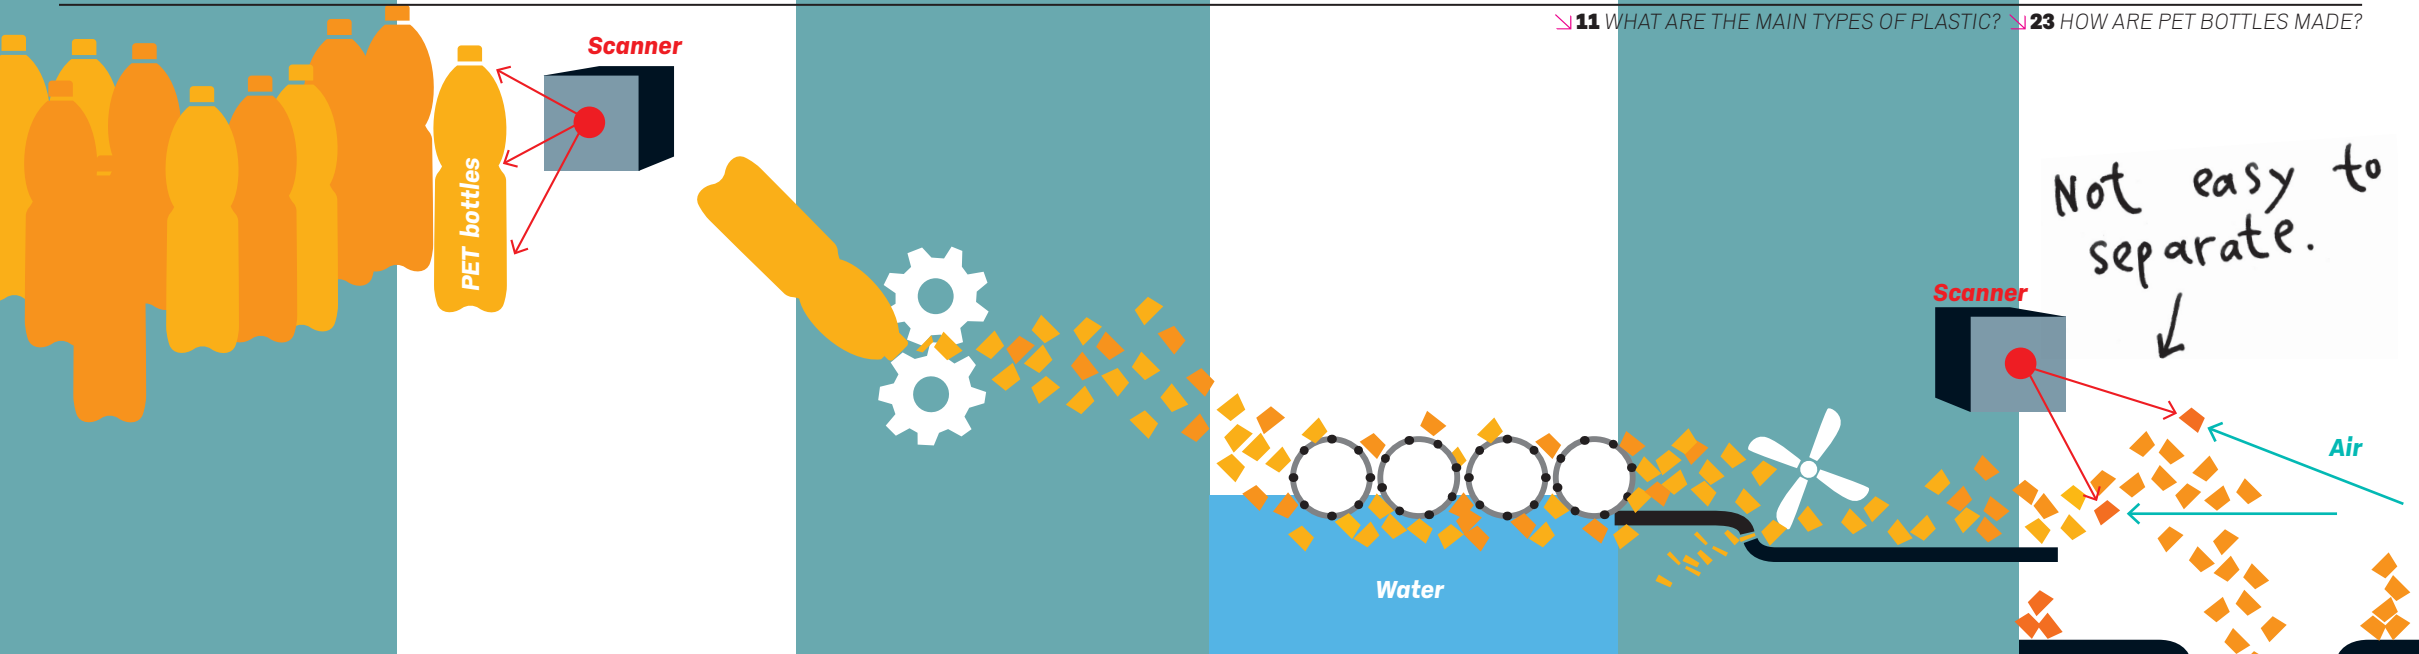 11 WHAT ARE THE MAIN TYPES OF PLASTIC? 23 HOW ARE PET BOTTLES MADE?
Scanner
PET bottles
Not easy to
separate.
Scanner
Air
Water